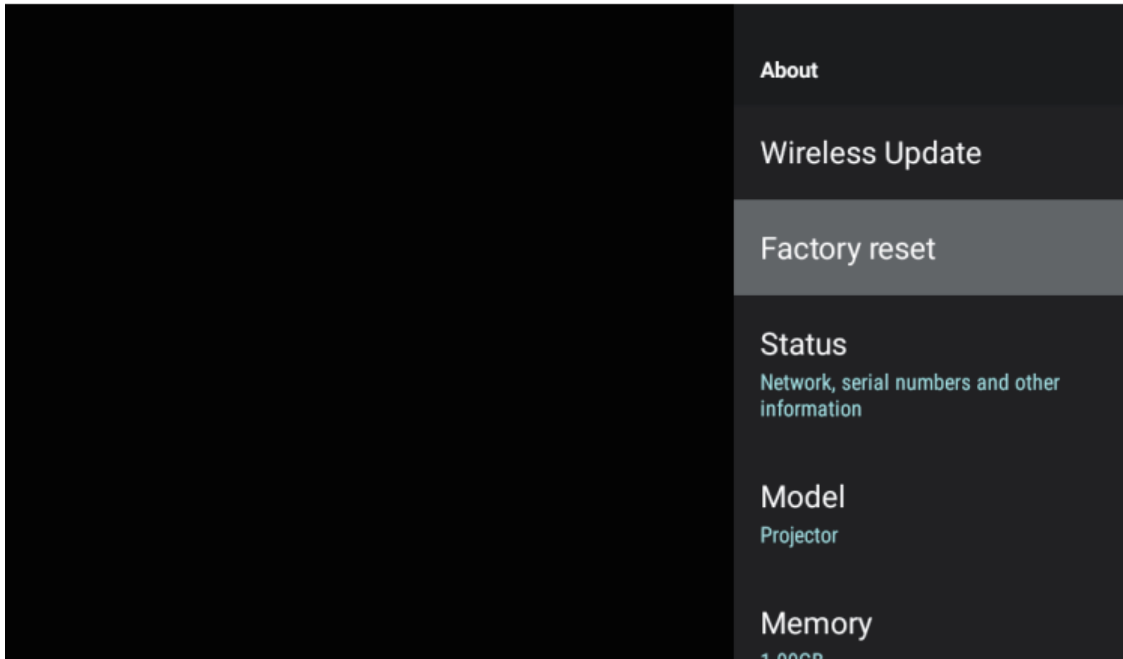 About
Wireless Update
Factory reset
Status
Network, serial numbers and other
information
Model
Projector
Memory